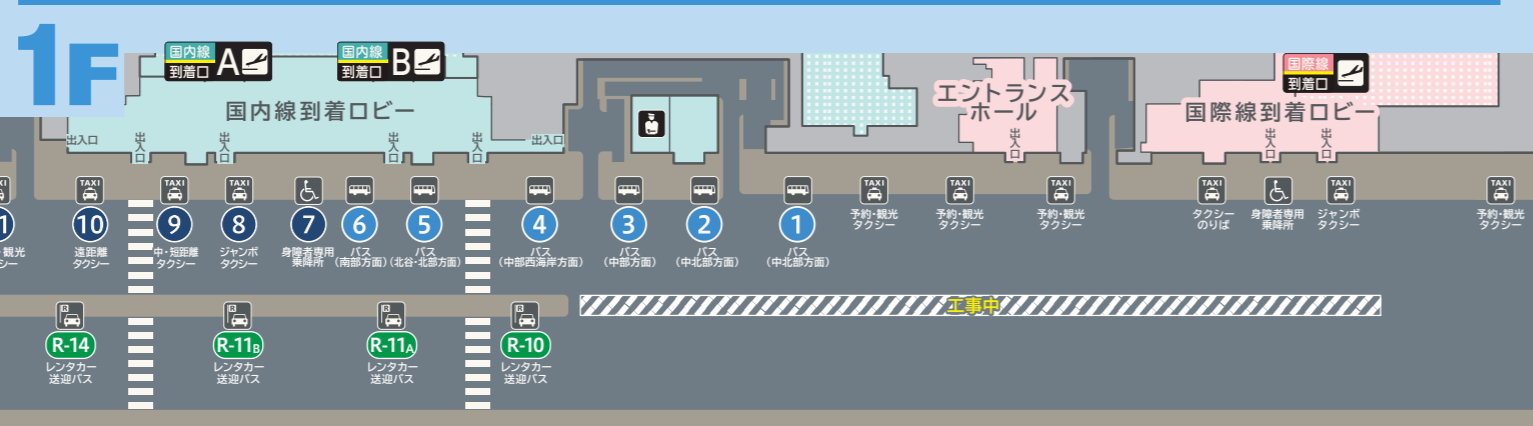 1F
国内線
到着口
A
国内線
到着口
B
国内線到着ロビー
エントランス
ホール
国際線
到着口
国際線到着ロビー
出入口
出入口
出入口
出入口
出入口
出入口
出入口
出入口
出入口
TAXI
10
遠距離
タクシー
TAXI
9
中・短距離
タクシー
TAXI
8
ジャンボ
タクシー
7
身障者専用
乗降所
6
バス
(南部方面)
5
バス
(北谷・北部方面)
4
バス
(中部西海岸方面)
3
バス
(中部方面)
2
バス
(中北部方面)
1
バス
(中北部方面)
TAXI
予約・観光
タクシー
TAXI
予約・観光
タクシー
TAXI
予約・観光
タクシー
TAXI
タクシー
のりば
身障者専用
乗降所
TAXI
ジャンボ
タクシー
TAXI
予約・観光
タクシー
XI
1
・観光
シー
工事中
R
R-14
レンタカー
送迎バス
R
R-11B
レンタカー
送迎バス
R
R-11A
レンタカー
送迎バス
R
R-10
レンタカー
送迎バス